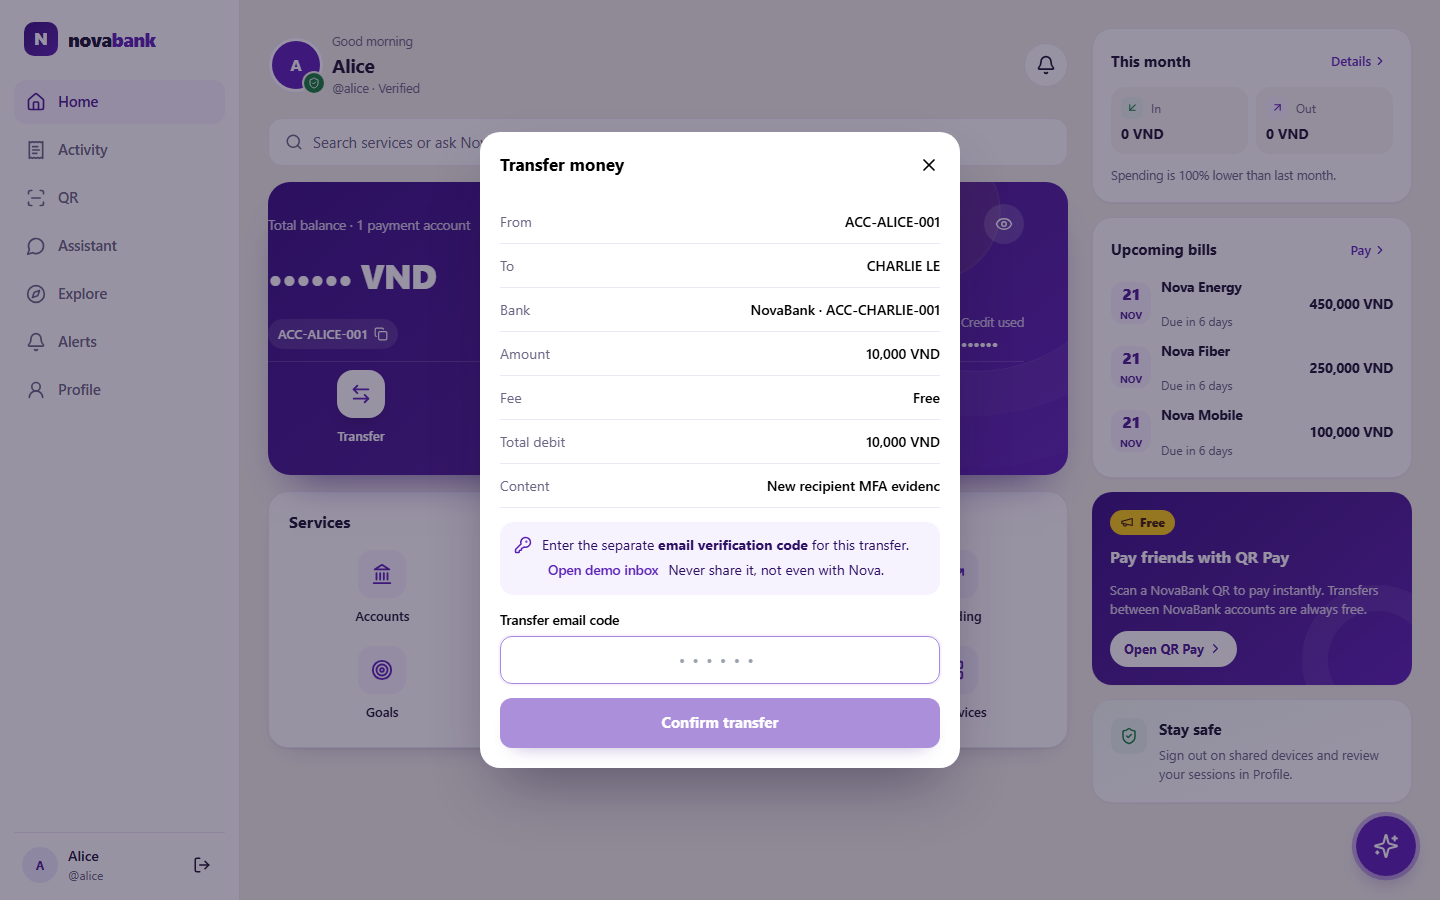 N novabank
Home
Activity
QR
Assistant
Explore
Alerts
Profile
A
Alice
@alice
A
Good morning
Alice
@alice · Verified
Search services or ask No
Total balance · 1 payment account
•••••• VND
ACC-ALICE-001
Credit used
••••••
Transfer
Services
Accounts
Goals
Transfer money
From ACC-ALICE-001
To CHARLIE LE
Bank NovaBank · ACC-CHARLIE-001
Amount 10,000 VND
Fee Free
Total debit 10,000 VND
Content New recipient MFA evidenc
Enter the separate email verification code for this transfer.
Open demo inbox Never share it, not even with Nova.
Transfer email code
• • • • • •
Confirm transfer
This month Details
In Out
0 VND 0 VND
Spending is 100% lower than last month.
Upcoming bills Pay
21 NOV Nova Energy 450,000 VND
Due in 6 days
21 NOV Nova Fiber 250,000 VND
Due in 6 days
21 NOV Nova Mobile 100,000 VND
Due in 6 days
Free
Pay friends with QR Pay
Scan a NovaBank QR to pay instantly. Transfers
between NovaBank accounts are always free.
Open QR Pay
Stay safe
Sign out on shared devices and review
your sessions in Profile.